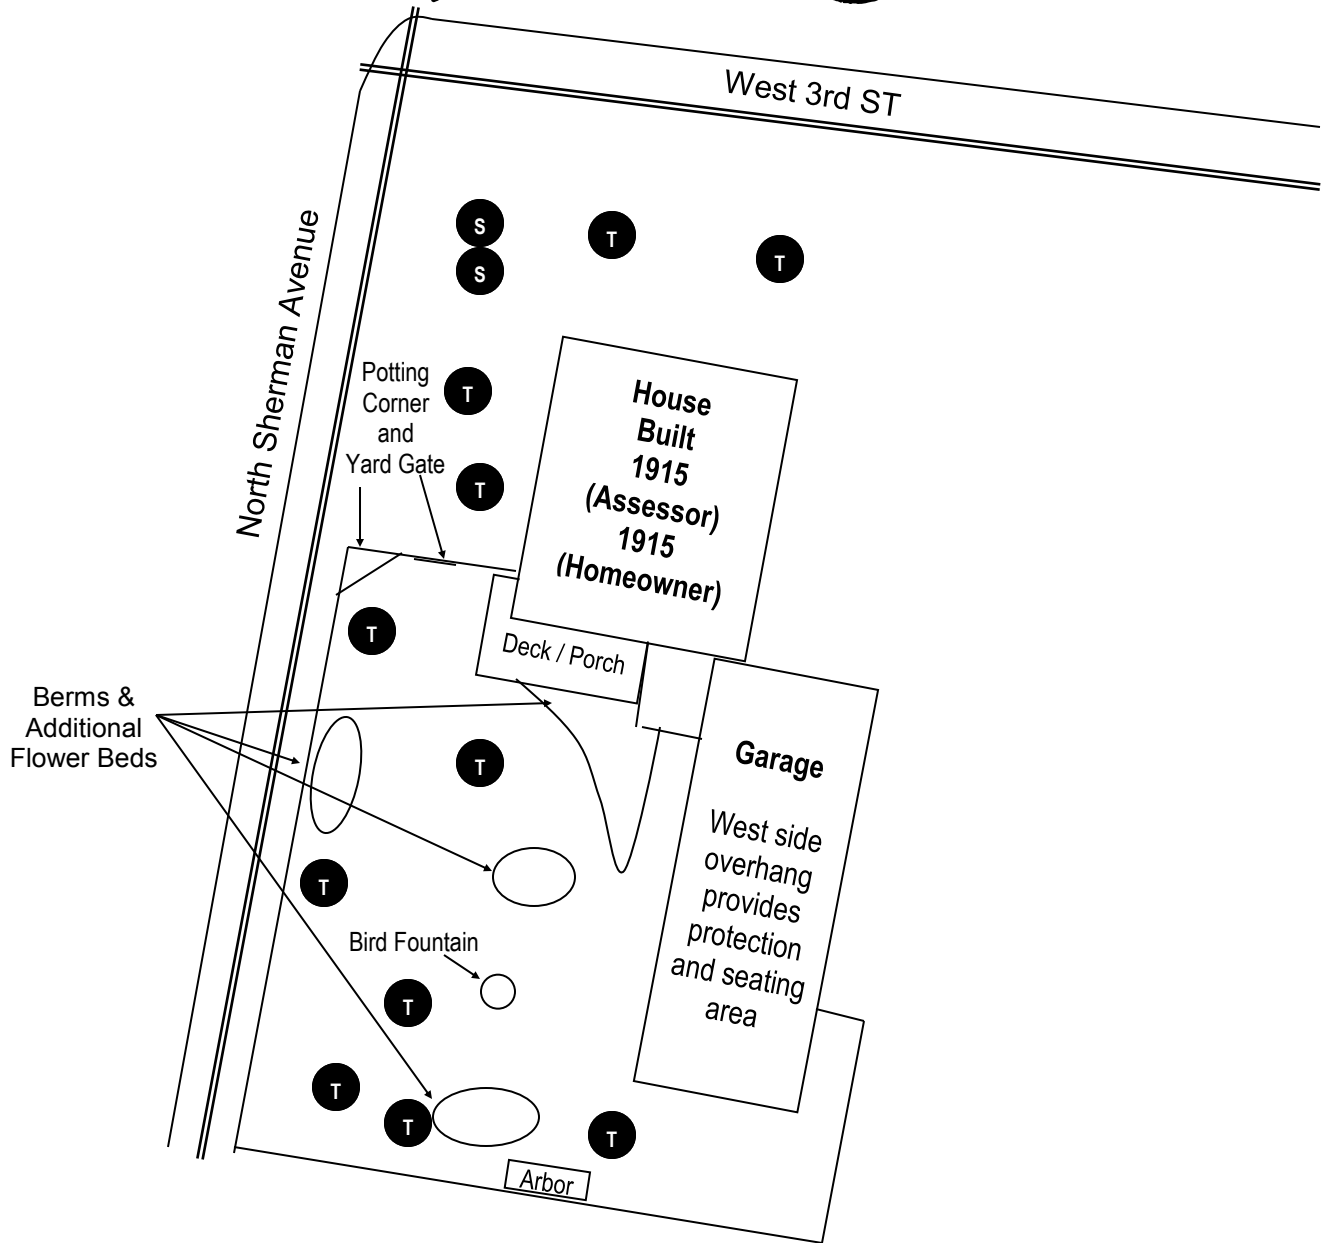 West 3rd ST
North Sherman Avenue
S
T
S
T
Potting
Corner
and
Yard Gate
T
T
House
Built
1915
(Assessor)
1915
(Homeowner)
T
Deck / Porch
Berms &
Additional
Flower Beds
T
Garage
West side
overhang
provides
protection
and seating
area
T
Bird Fountain
T
T
T
T
Arbor